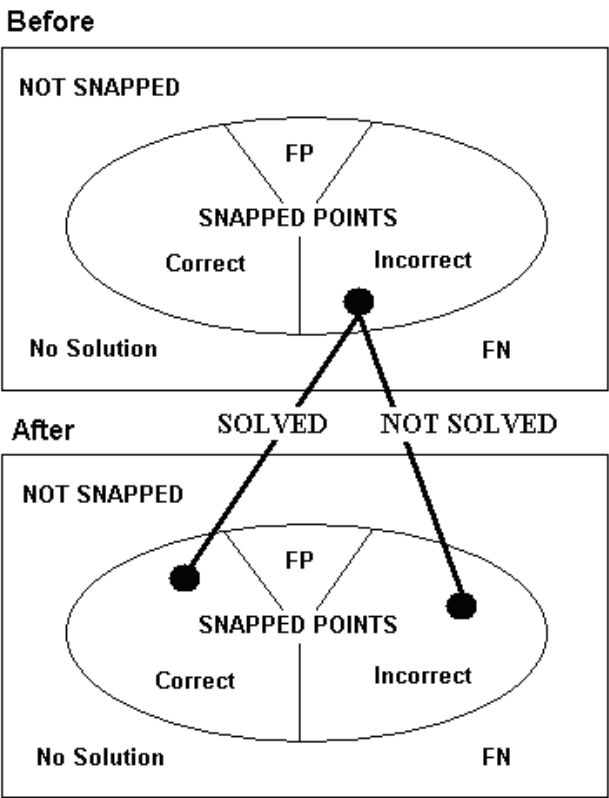 Before
NOT SNAPPED
FP
SNAPPED POINTS
Correct
Incorrect
No Solution
FN
SOLVED
NOT SOLVED
After
NOT SNAPPED
FP
SNAPPED POINTS
Correct
Incorrect
No Solution
FN